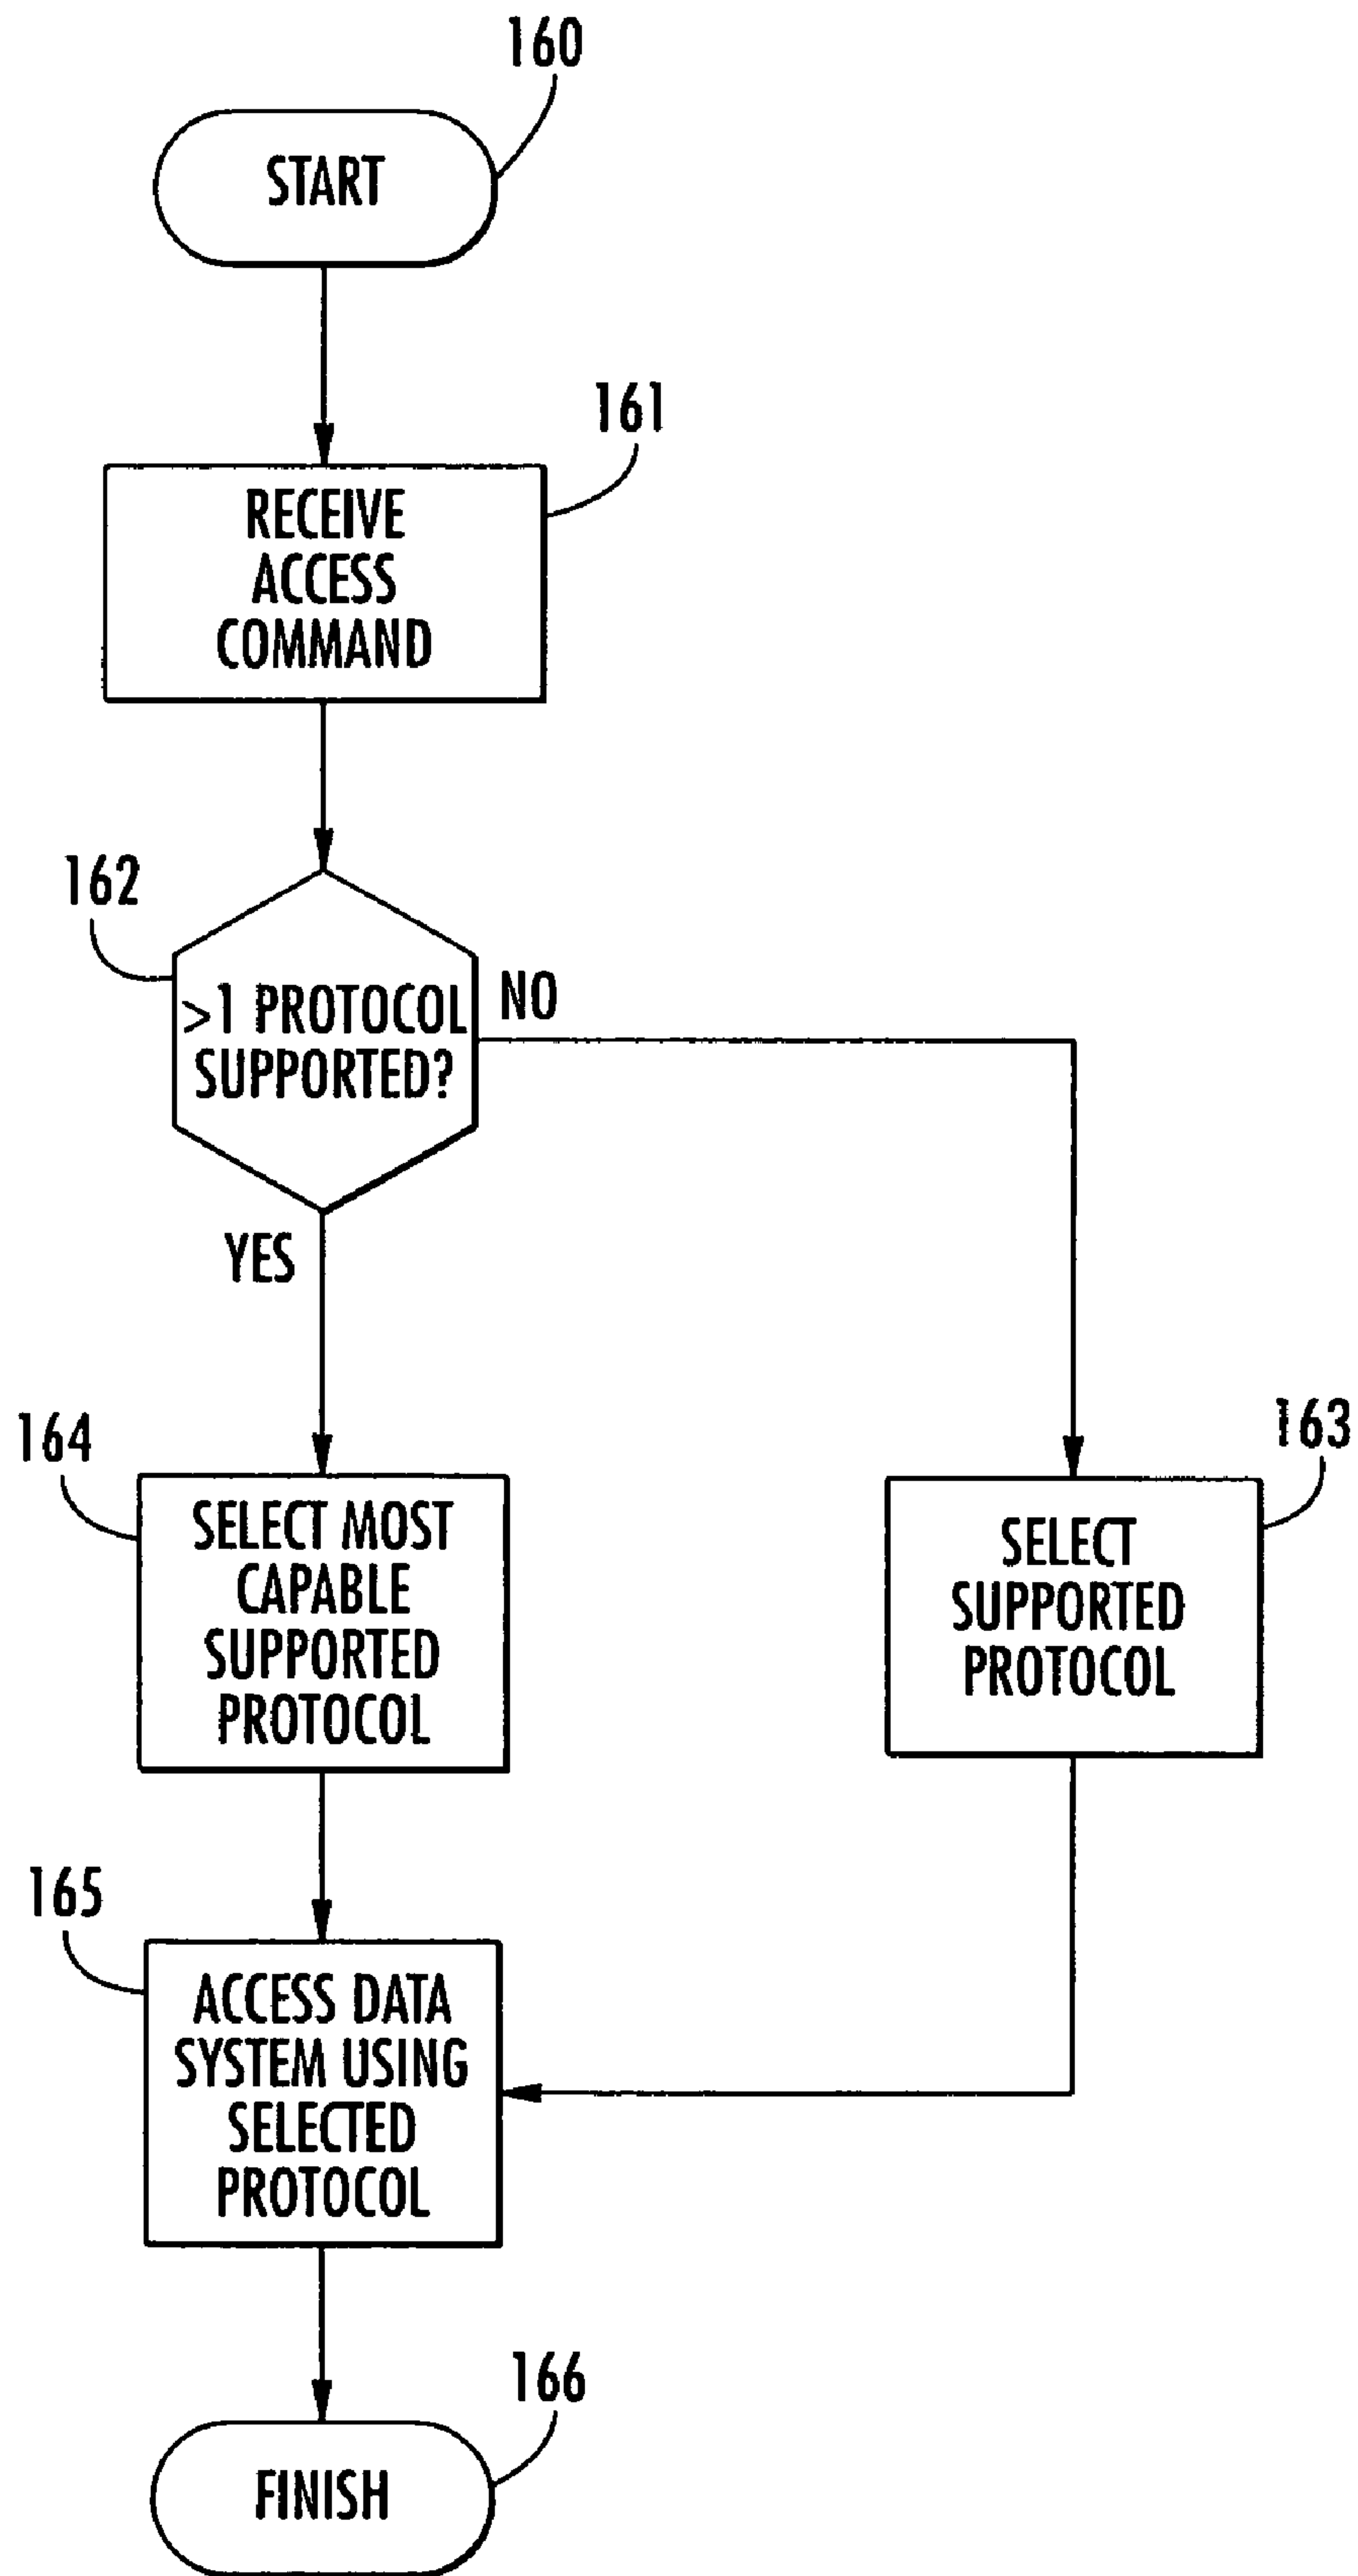 160
START
161
RECEIVE
ACCESS
COMMAND
162
>1 PROTOCOL
SUPPORTED?
NO
YES
164
SELECT MOST
CAPABLE
SUPPORTED
PROTOCOL
163
SELECT
SUPPORTED
PROTOCOL
165
ACCESS DATA
SYSTEM USING
SELECTED
PROTOCOL
166
FINISH